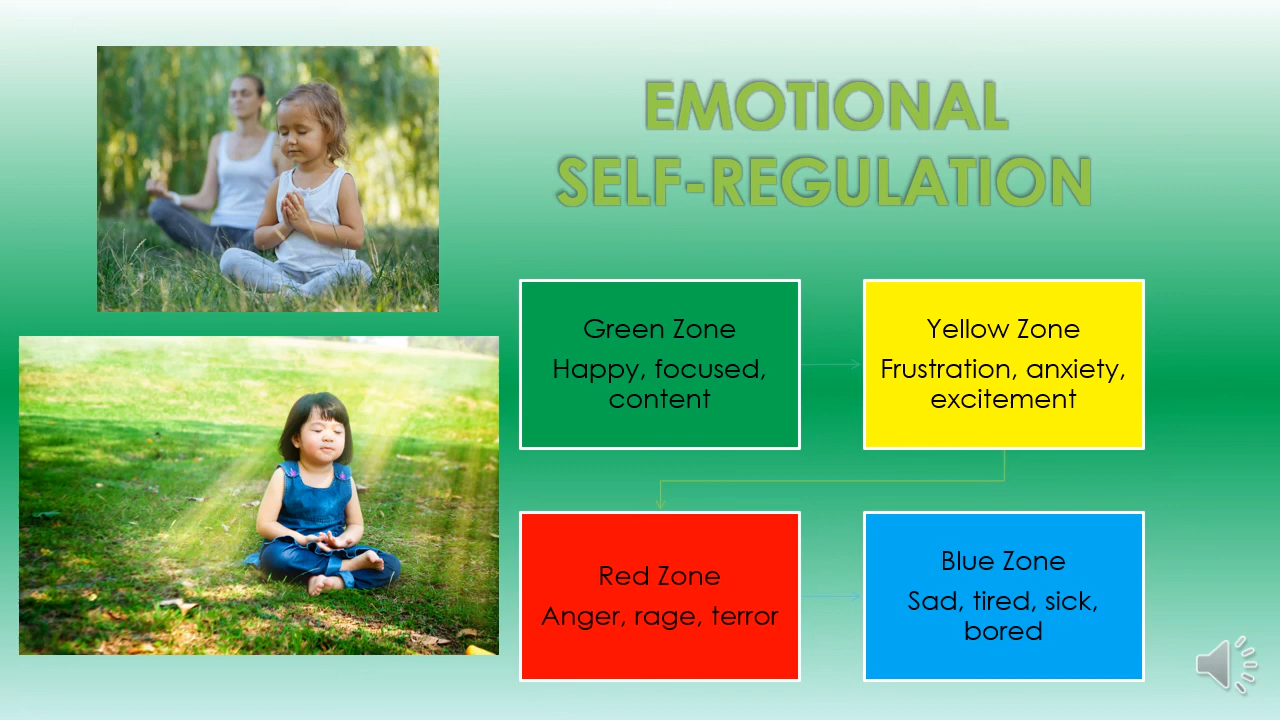 EMOTIONAL
SELF-REGULATION
Green Zone
Happy, focused,
content
Yellow Zone
Frustration, anxiety,
excitement
Red Zone
Anger, rage, terror
Blue Zone
Sad, tired, sick,
bored